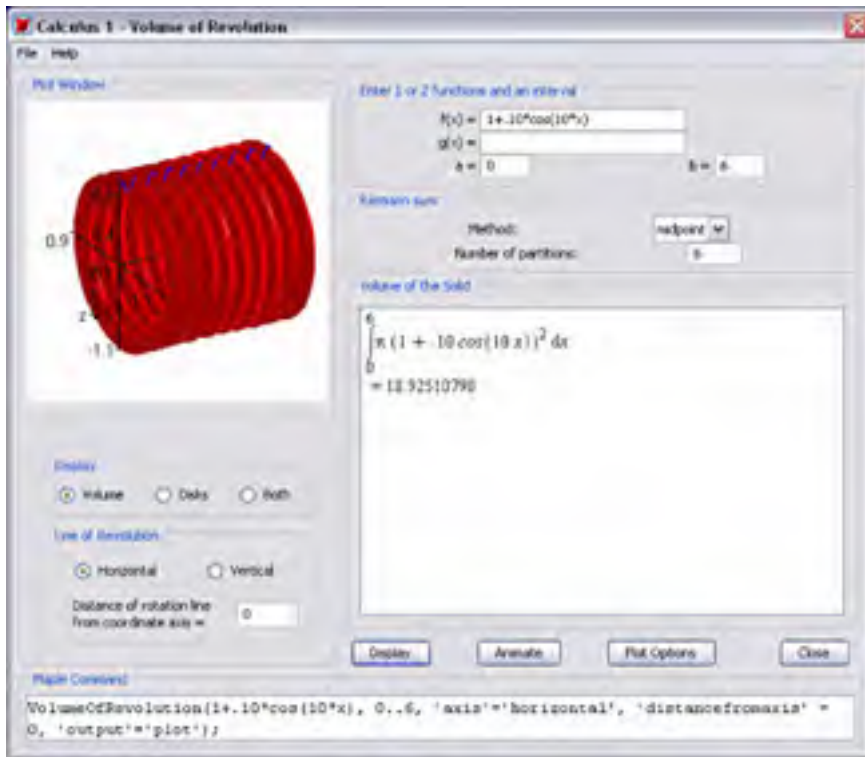 Calculus 1 - Volume of Revolution
File Help
Plot Window
0.9
-1.1
Enter 1 or 2 functions and an interval
f(x) = 1+.10*cos(10*x)
g(x) =
a = 0 b = 6
Riemann sum
Method: midpoint
Number of partitions: 6
Volume of the Solid
6
∫ π (1 + .10 cos(10 x))² dx
0
= 18.92510790
Display
Volume Disks Both
Line of Revolution
Horizontal Vertical
Distance of rotation line
from coordinate axis = 0
Display Animate Plot Options Close
Maple Command
VolumeOfRevolution(1+.10*cos(10*x), 0..6, 'axis'='horizontal', 'distancefromaxis' =
0, 'output'='plot');